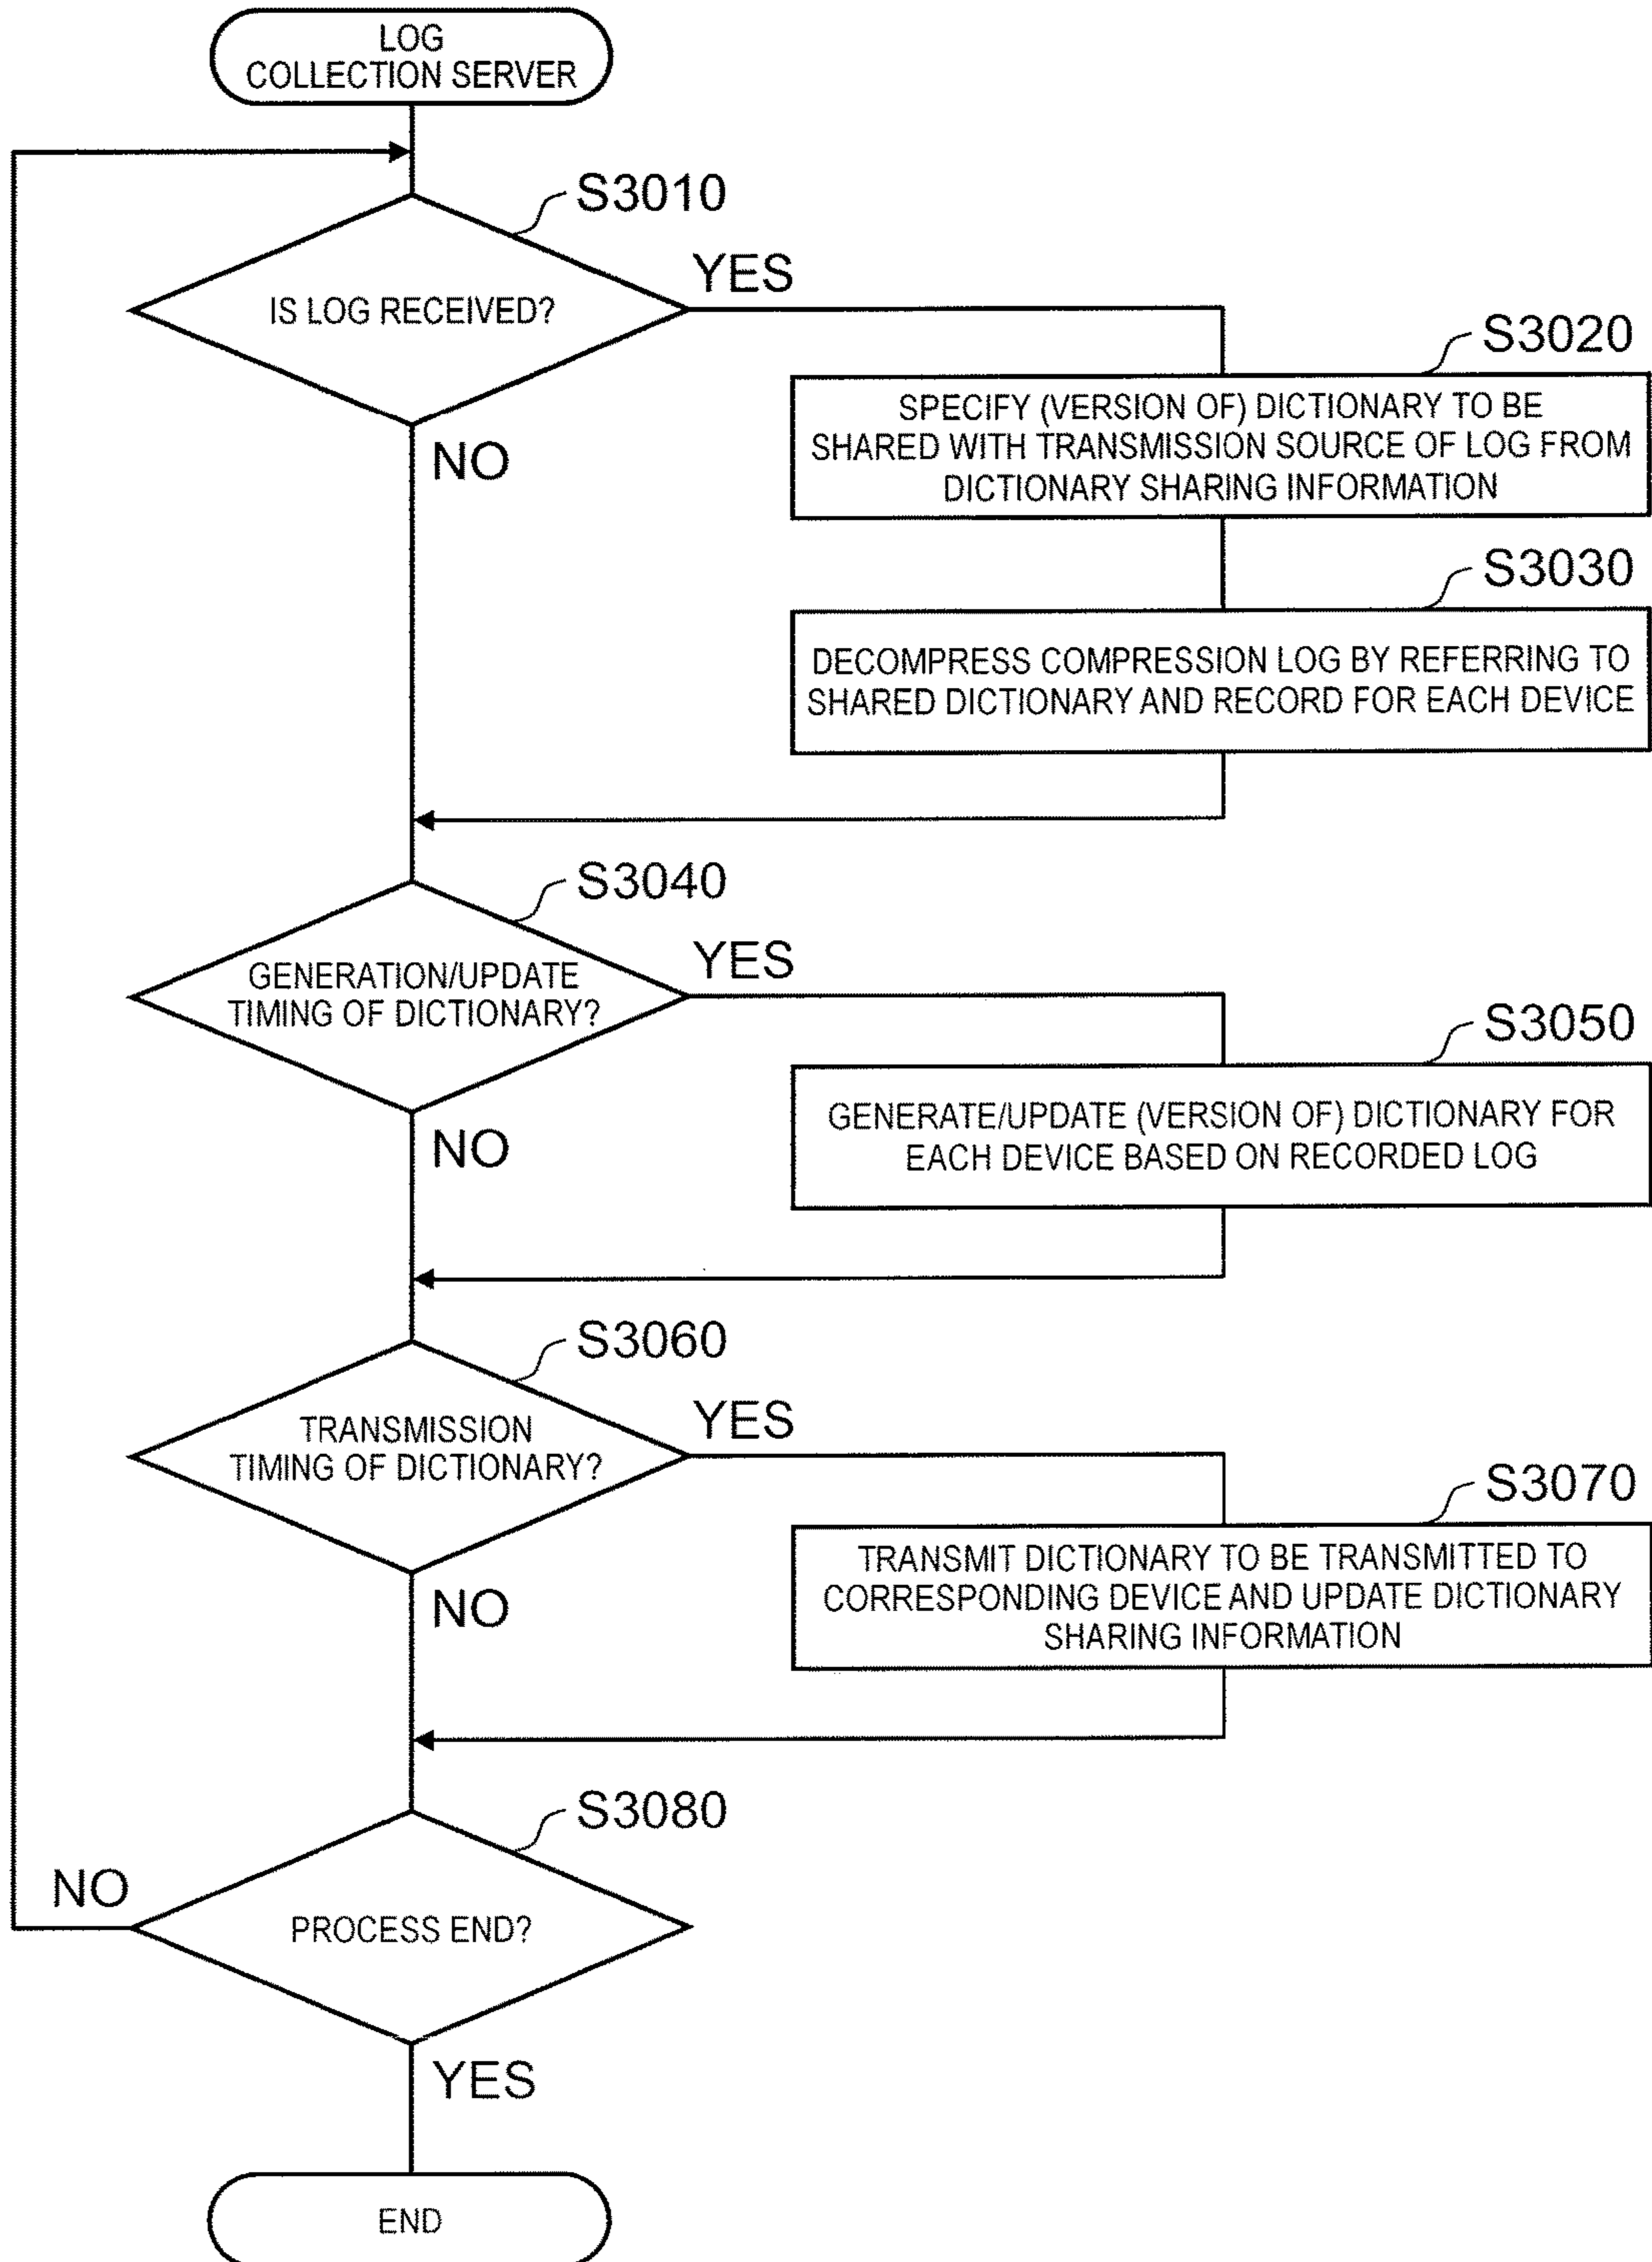 LOG
COLLECTION SERVER
S3010
IS LOG RECEIVED?
YES
NO
S3020
SPECIFY (VERSION OF) DICTIONARY TO BE
SHARED WITH TRANSMISSION SOURCE OF LOG FROM
DICTIONARY SHARING INFORMATION
S3030
DECOMPRESS COMPRESSION LOG BY REFERRING TO
SHARED DICTIONARY AND RECORD FOR EACH DEVICE
S3040
GENERATION/UPDATE
TIMING OF DICTIONARY?
YES
NO
S3050
GENERATE/UPDATE (VERSION OF) DICTIONARY FOR
EACH DEVICE BASED ON RECORDED LOG
S3060
TRANSMISSION
TIMING OF DICTIONARY?
YES
NO
S3070
TRANSMIT DICTIONARY TO BE TRANSMITTED TO
CORRESPONDING DEVICE AND UPDATE DICTIONARY
SHARING INFORMATION
S3080
PROCESS END?
NO
YES
END